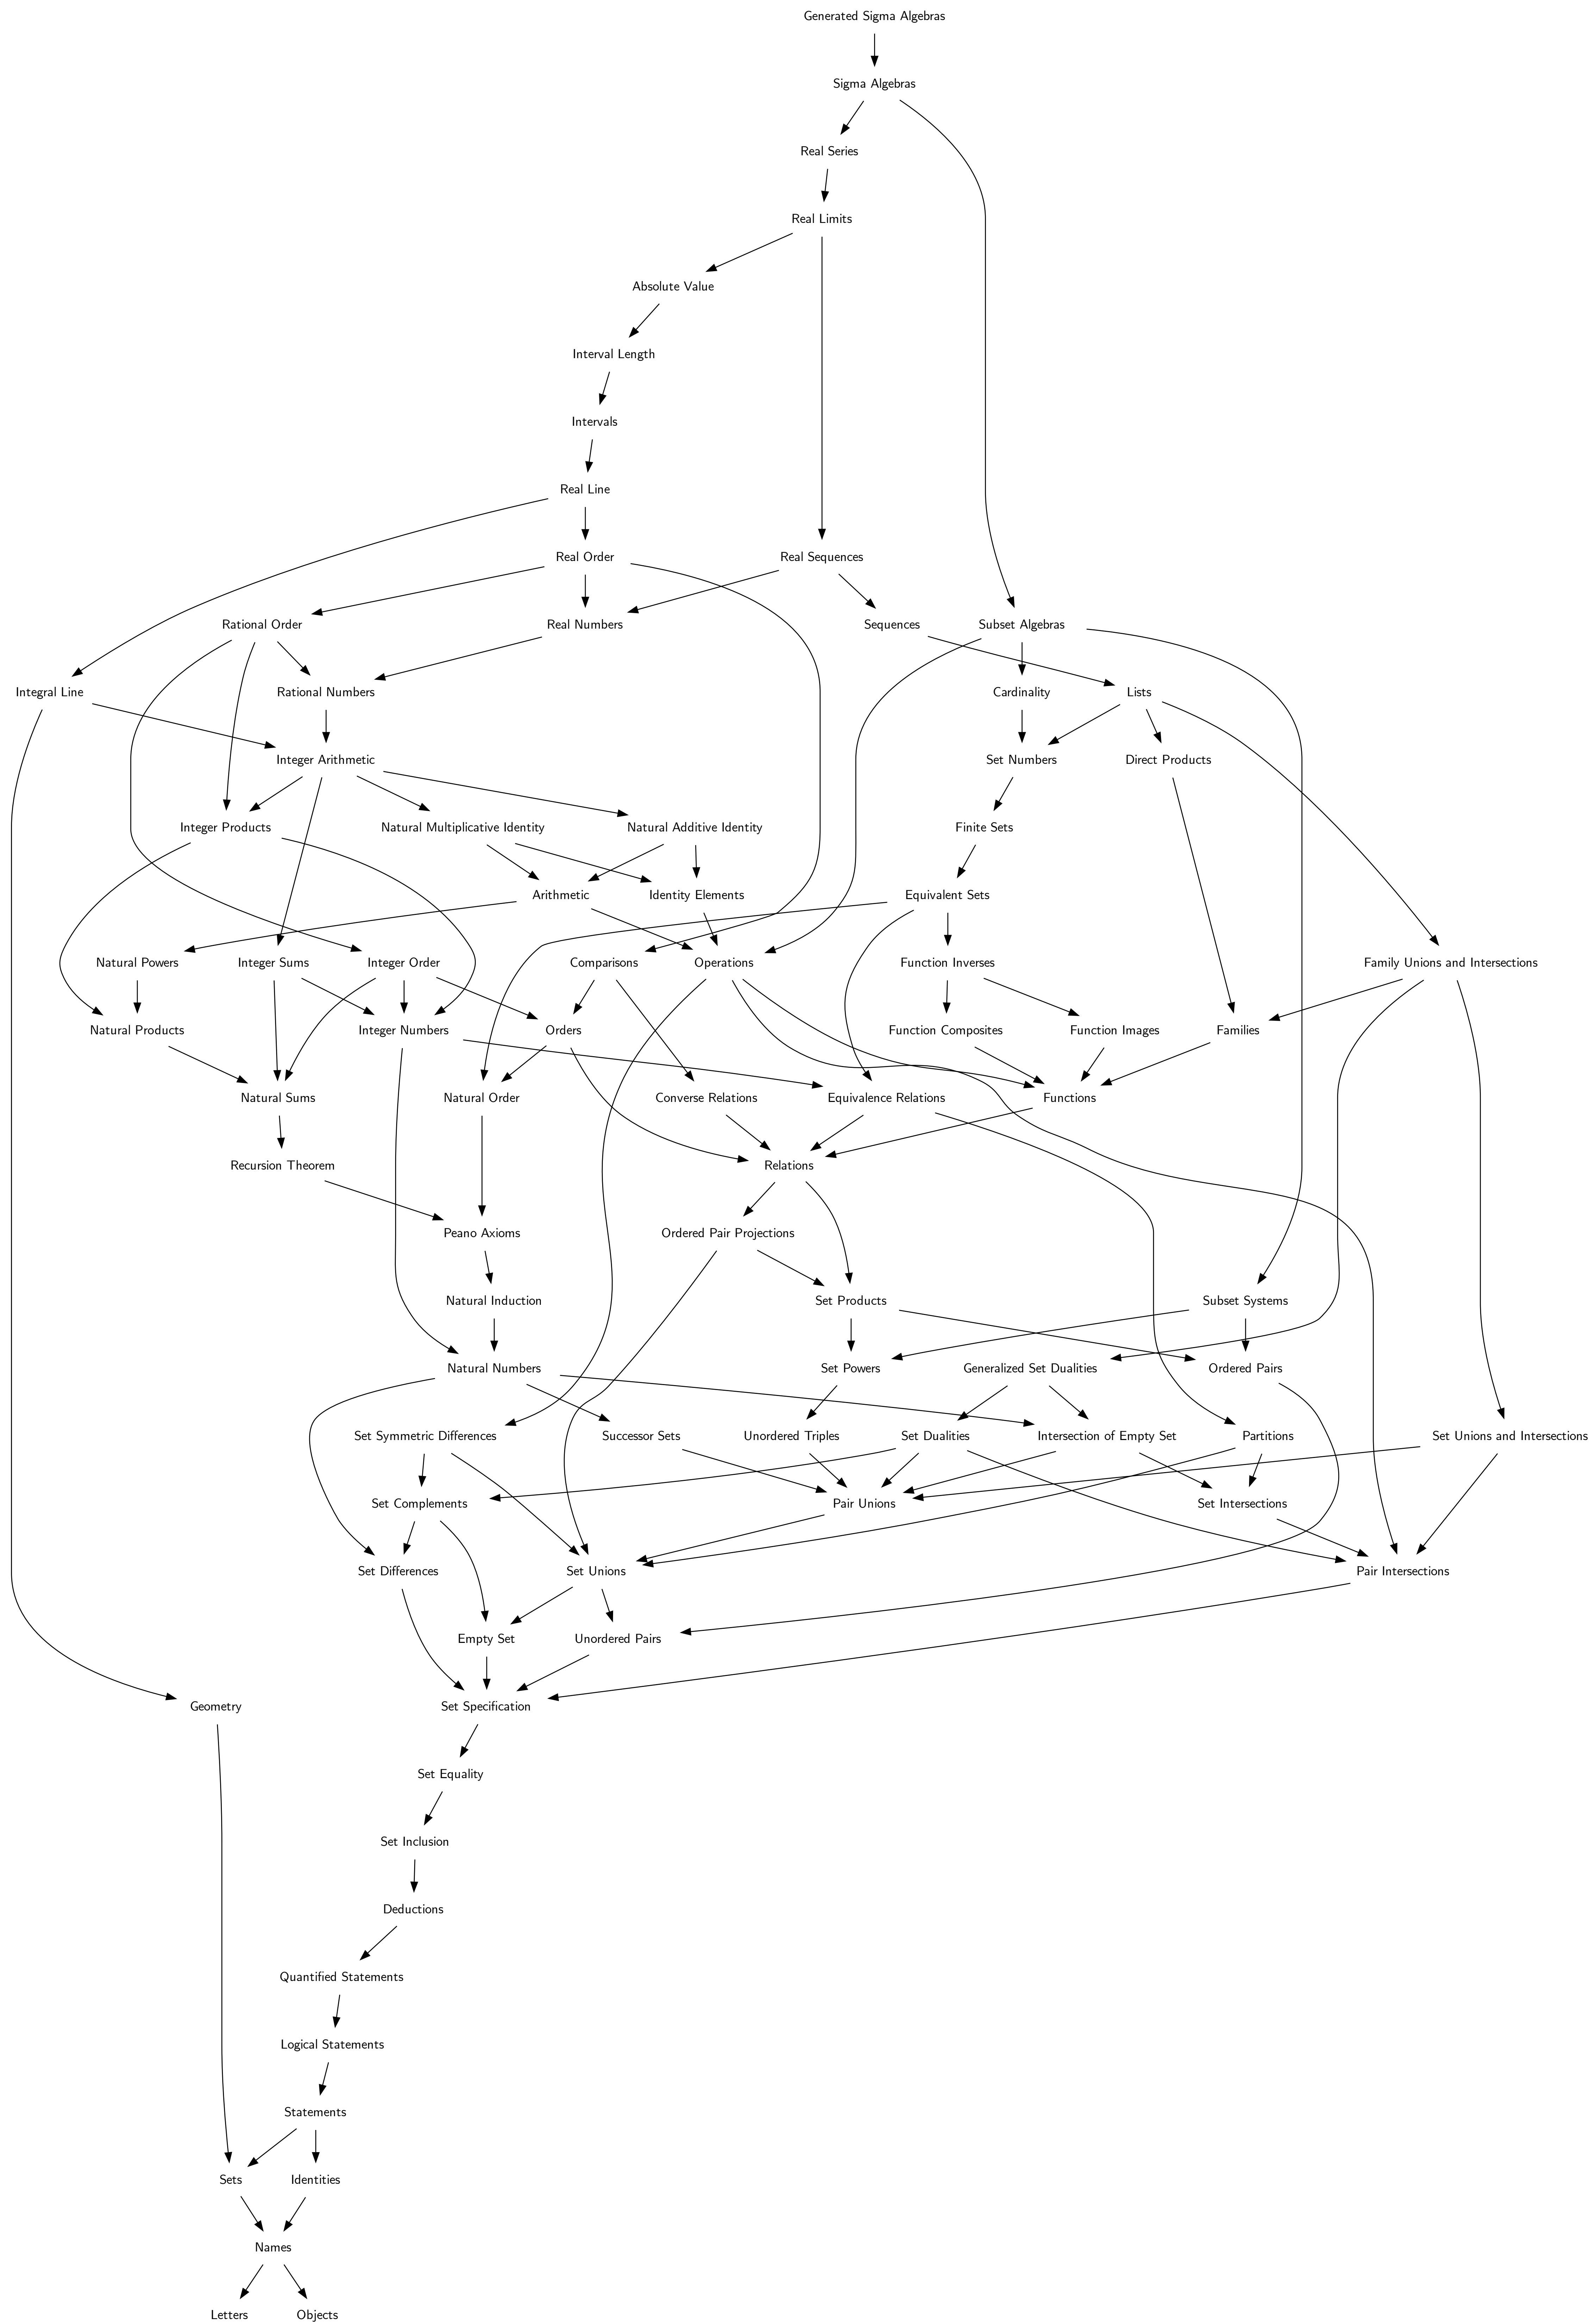 Generated Sigma Algebras
Sigma Algebras
Real Series
Real Limits
Absolute Value
Interval Length
Intervals
Real Line
Real Order
Real Sequences
Rational Order
Real Numbers
Sequences
Subset Algebras
Integral Line
Rational Numbers
Cardinality
Lists
Integer Arithmetic
Set Numbers
Direct Products
Integer Products
Natural Multiplicative Identity
Natural Additive Identity
Finite Sets
Arithmetic
Identity Elements
Equivalent Sets
Natural Powers
Integer Sums
Integer Order
Comparisons
Operations
Function Inverses
Family Unions and Intersections
Natural Products
Integer Numbers
Orders
Function Composites
Function Images
Families
Natural Sums
Natural Order
Converse Relations
Equivalence Relations
Functions
Recursion Theorem
Relations
Peano Axioms
Ordered Pair Projections
Natural Induction
Set Products
Subset Systems
Natural Numbers
Set Powers
Generalized Set Dualities
Ordered Pairs
Set Symmetric Differences
Successor Sets
Unordered Triples
Set Dualities
Intersection of Empty Set
Partitions
Set Unions and Intersections
Set Complements
Pair Unions
Set Intersections
Set Differences
Set Unions
Pair Intersections
Empty Set
Unordered Pairs
Geometry
Set Specification
Set Equality
Set Inclusion
Deductions
Quantified Statements
Logical Statements
Statements
Sets
Identities
Names
Letters
Objects